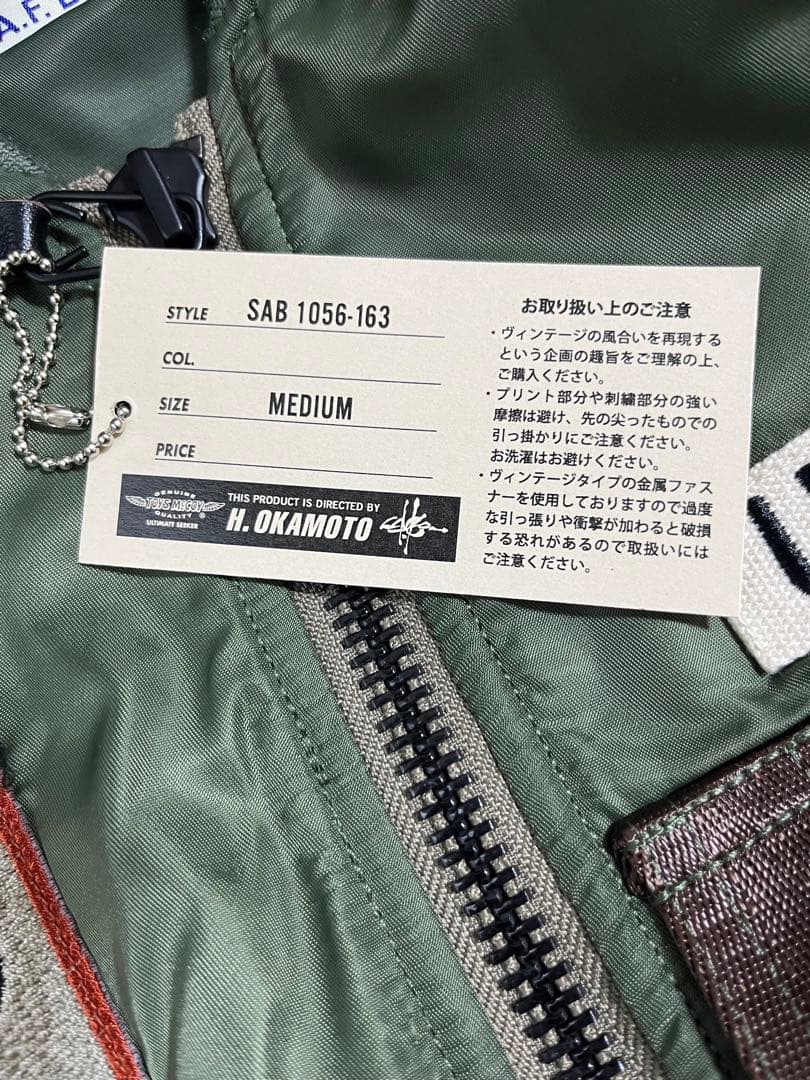 A.F.
STYLE SAB 1056-163
COL.
SIZE MEDIUM
PRICE
GENUINE
TOYS McCOY
QUALITY ®
ULTIMATE SEEKER
THIS PRODUCT IS DIRECTED BY
H. OKAMOTO
お取り扱い上のご注意
・ヴィンテージの風合いを再現する
という企画の趣旨をご理解の上、
ご購入ください。
・プリント部分や刺繍部分の強い
摩擦は避け、先の尖ったものでの
引っ掛かりにご注意ください。
お洗濯はお避けください。
・ヴィンテージタイプの金属ファス
ナーを使用しておりますので過度
な引っ張りや衝撃が加わると破損
する恐れがあるので取扱いには
ご注意ください。